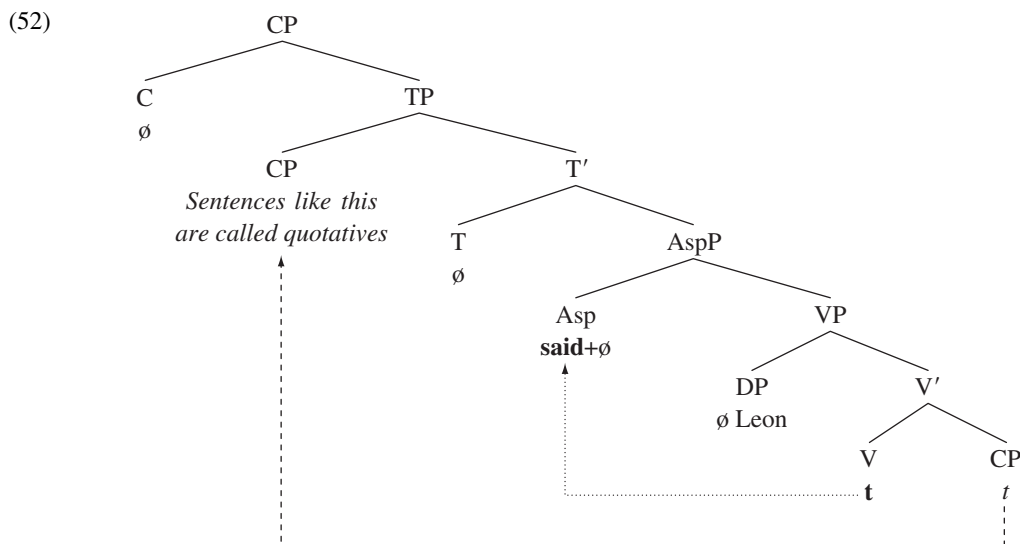 (52) CP
C TP
ø
CP T′
Sentences like this
are called quotatives
T AspP
ø
Asp VP
said+ø
DP V′
ø Leon
V CP
t t